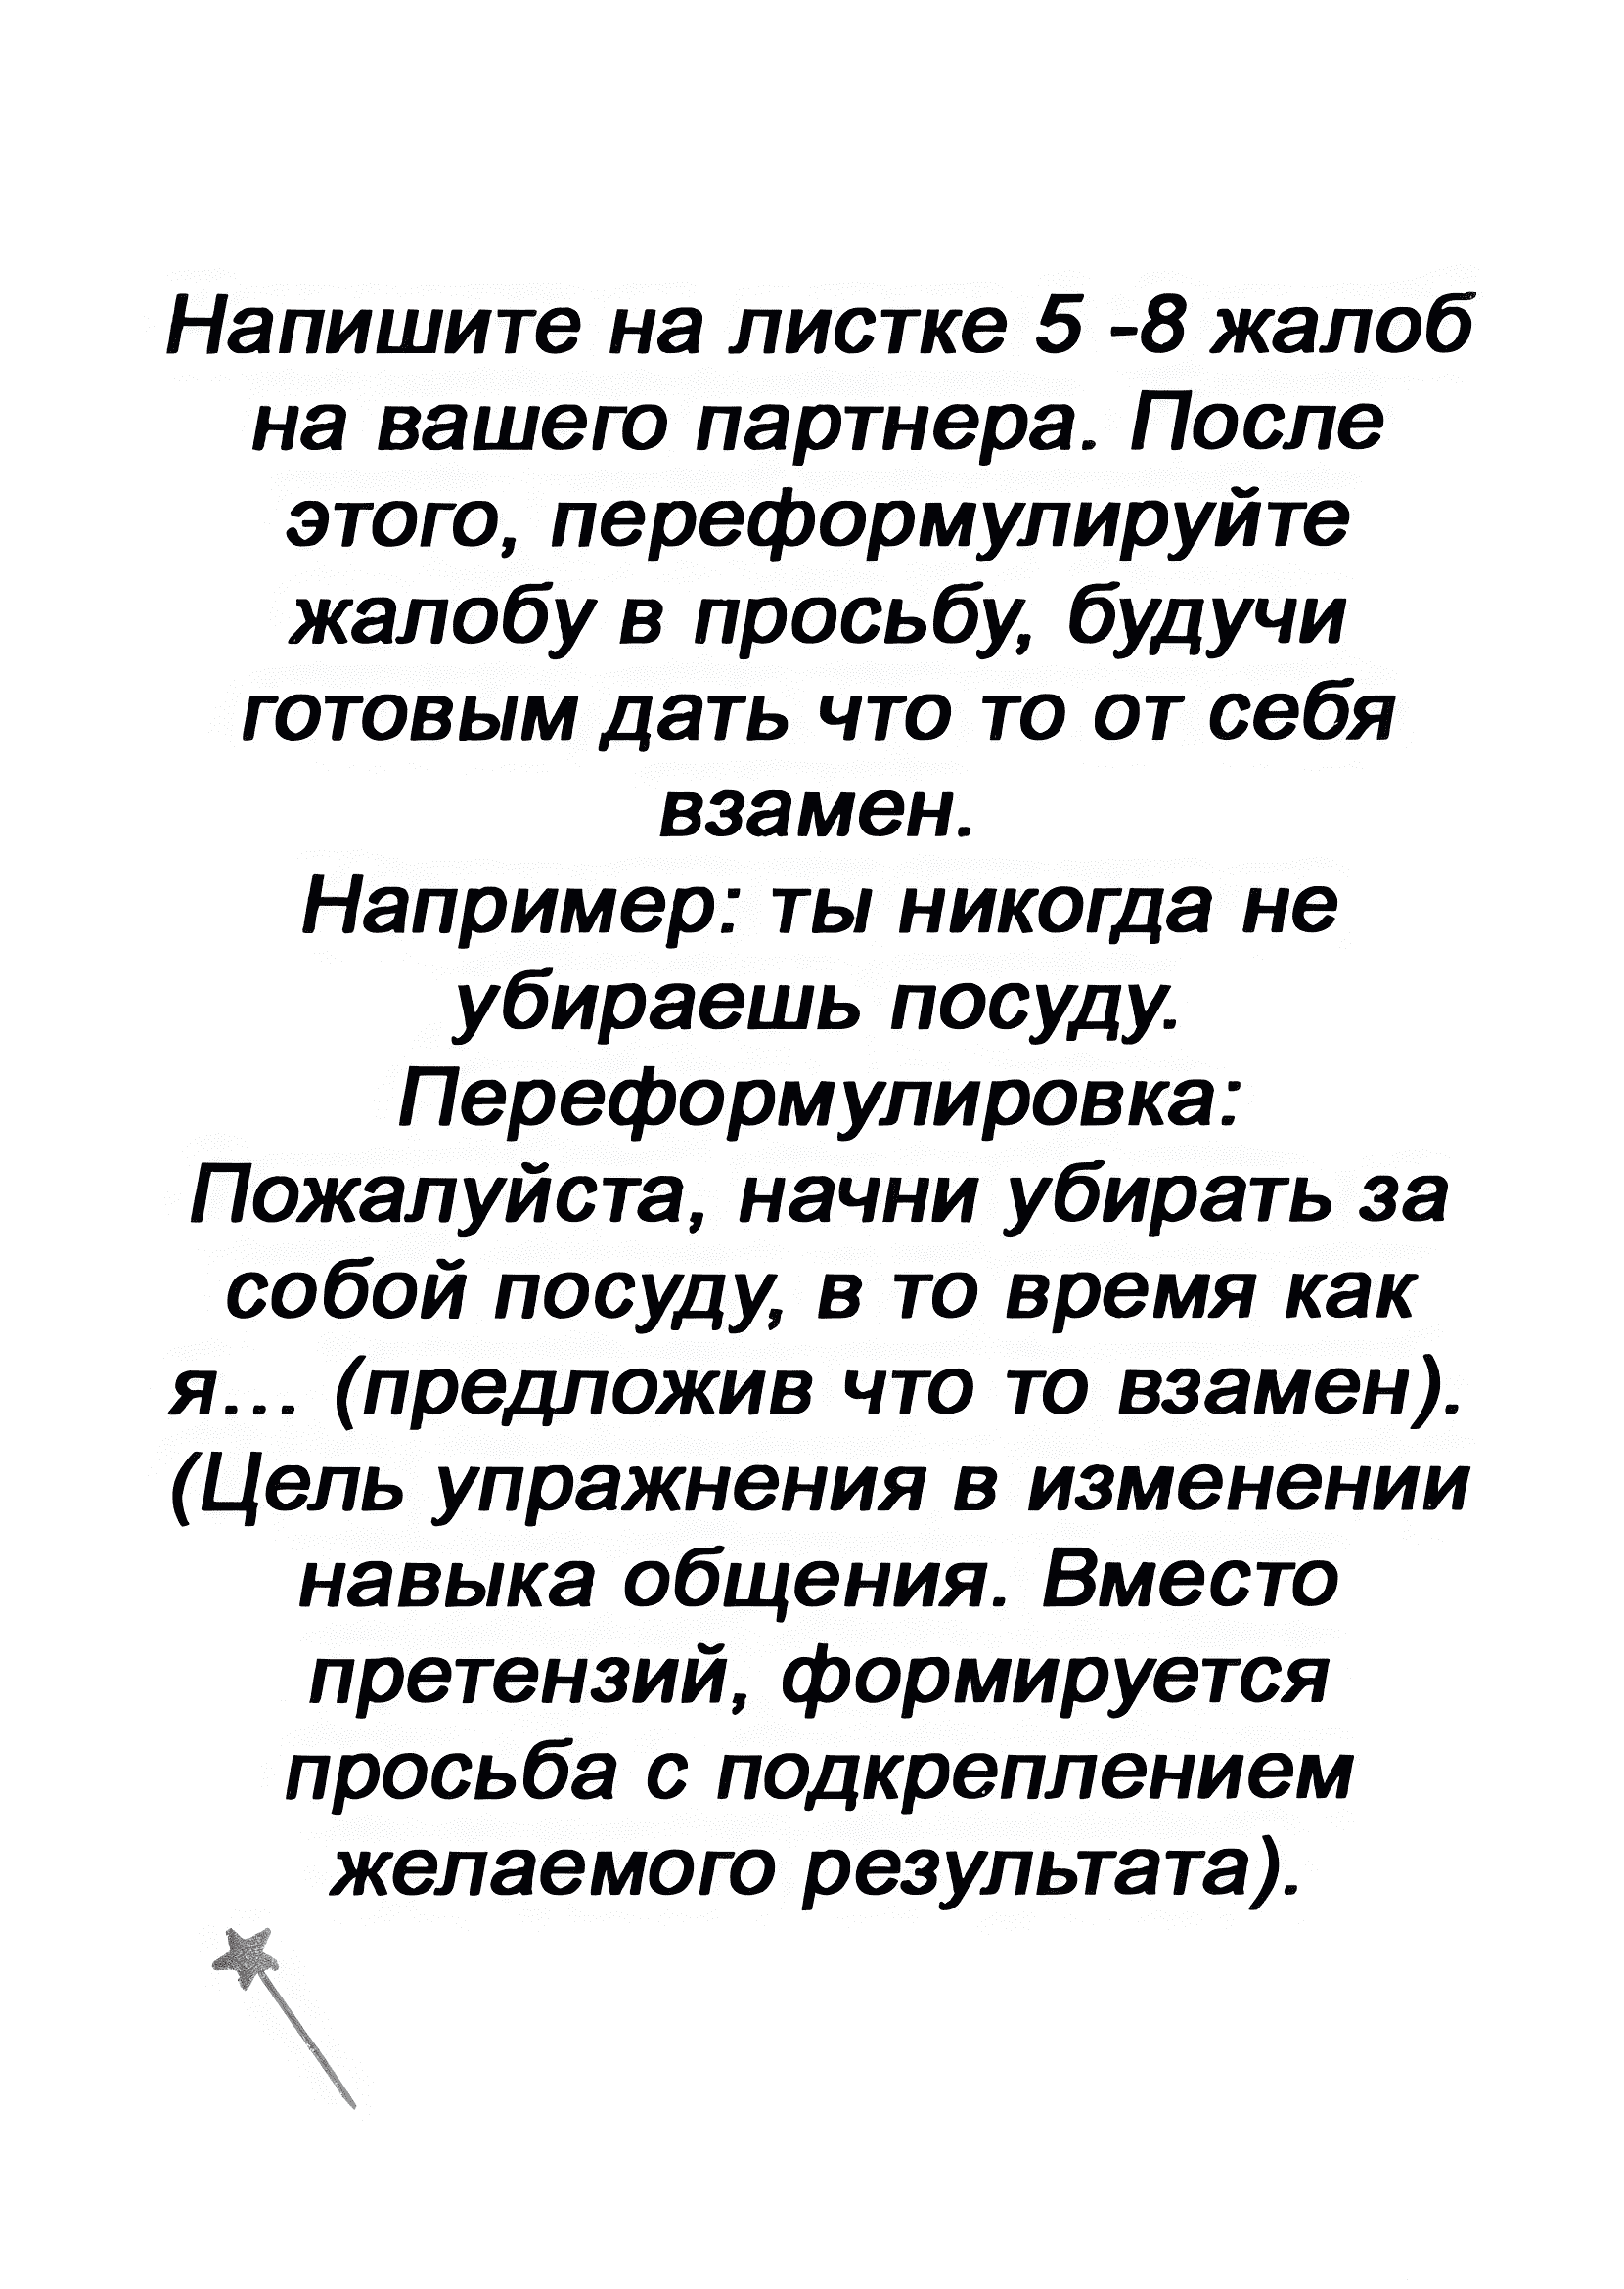 Напишите на листке 5 -8 жалоб
на вашего партнера. После
этого, переформулируйте
жалобу в просьбу, будучи
готовым дать что то от себя
взамен.
Например: ты никогда не
убираешь посуду.
Переформулировка:
Пожалуйста, начни убирать за
собой посуду, в то время как
я... (предложив что то взамен).
(Цель упражнения в изменении
навыка общения. Вместо
претензий, формируется
просьба с подкреплением
желаемого результата).